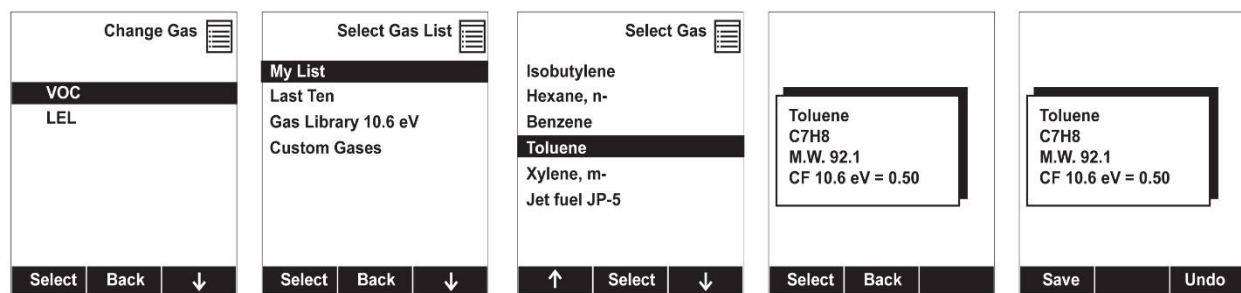 Change Gas
VOC
LEL
Select Back ↓
Select Gas List
My List
Last Ten
Gas Library 10.6 eV
Custom Gases
Select Back ↓
Select Gas
Isobutylene
Hexane, n-
Benzene
Toluene
Xylene, m-
Jet fuel JP-5
↑ Select ↓
Toluene
C7H8
M.W. 92.1
CF 10.6 eV = 0.50
Select Back
Toluene
C7H8
M.W. 92.1
CF 10.6 eV = 0.50
Save Undo